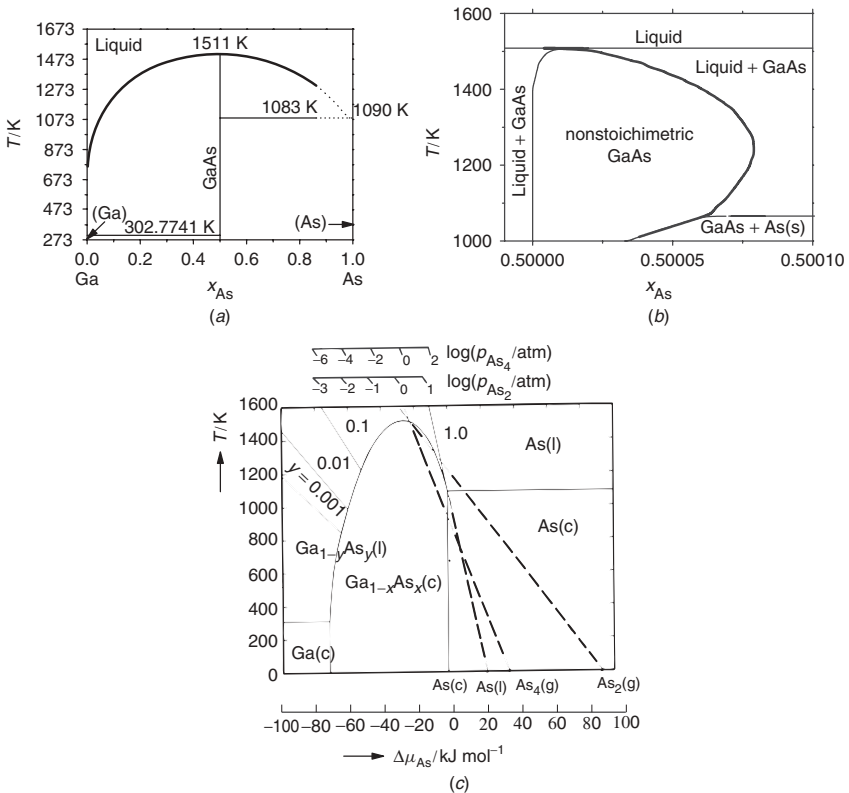 (a)
1673
1473
1273
1073
873
673
473
273
T/K
Liquid
1511 K
1083 K
1090 K
GaAs
(Ga)
302.7741 K
(As)
0.0 0.2 0.4 0.6 0.8 1.0
Ga
xAs
As
(a)
1600
1400
1200
1000
T/K
Liquid
Liquid + GaAs
Liquid + GaAs
nonstoichimetric
GaAs
GaAs + As(s)
0.50000 0.50005 0.50010
xAs
(b)
−6 −4 −2 0 2 log(pAs4/atm)
−3 −2 −1 0 1 log(pAs2/atm)
1600
1400
1200
1000
800
600
400
200
0
T/K
0.1
1.0
0.01
y = 0.001
As(l)
As(c)
Ga1−yAsy(l)
Ga1−xAsx(c)
Ga(c)
As(c) As(l) As4(g) As2(g)
−100 −80 −60 −40 −20 0 20 40 60 80 100
ΔμAs/kJ mol−1
(c)